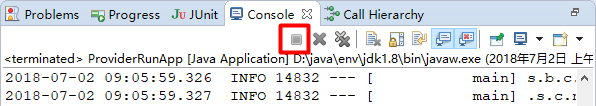 Problems Progress JU JUnit Console Call Hierarchy
<terminated> ProviderRunApp [Java Application] D:\java\env\jdk1.8\bin\javaw.exe (2018年7月2日 上午
2018-07-02 09:05:59.326 INFO 14832 --- [ main] s.b.c.
2018-07-02 09:05:59.327 INFO 14832 --- [ main] .s.c.